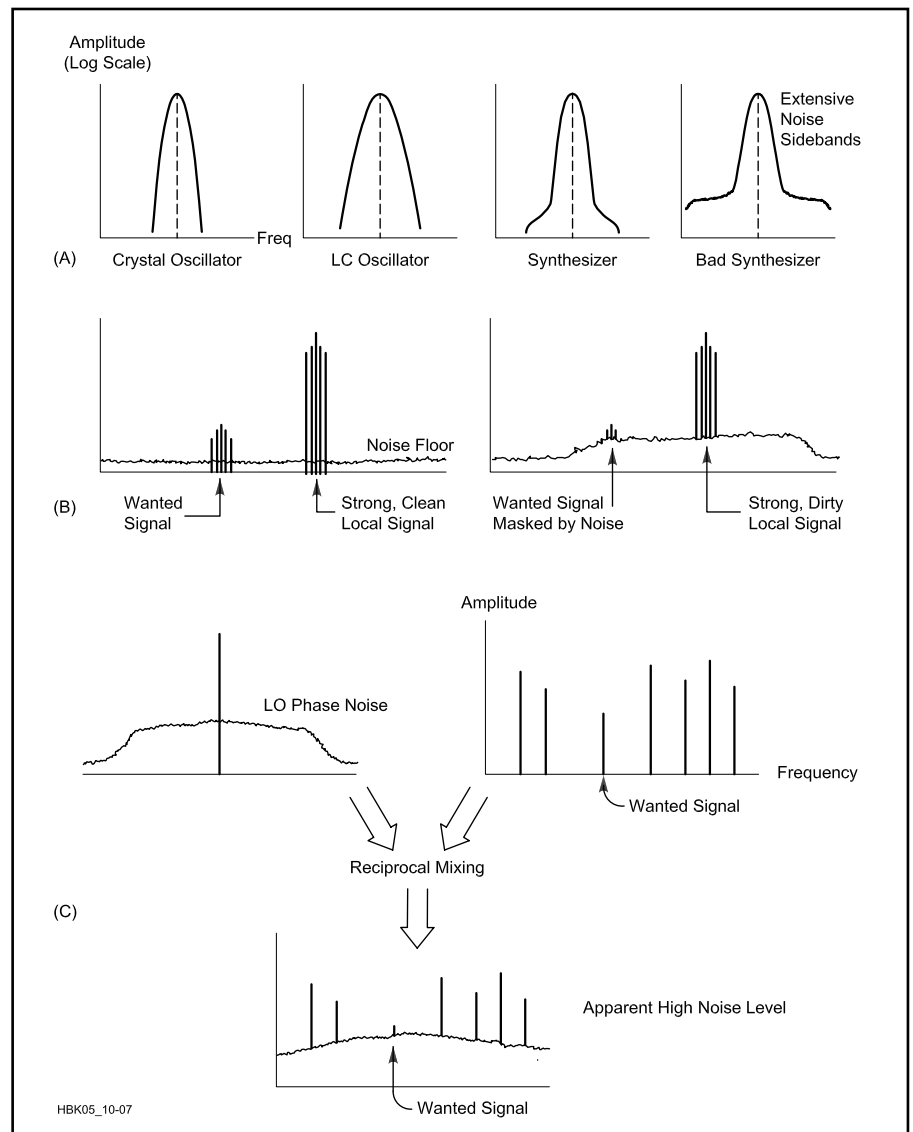 Amplitude
(Log Scale)
Extensive
Noise
Sidebands
Freq
(A)
Crystal Oscillator
LC Oscillator
Synthesizer
Bad Synthesizer
Noise Floor
(B)
Wanted
Signal
Strong, Clean
Local Signal
Wanted Signal
Masked by Noise
Strong, Dirty
Local Signal
Amplitude
LO Phase Noise
Frequency
Wanted Signal
Reciprocal Mixing
(C)
Apparent High Noise Level
Wanted Signal
HBK05_10-07